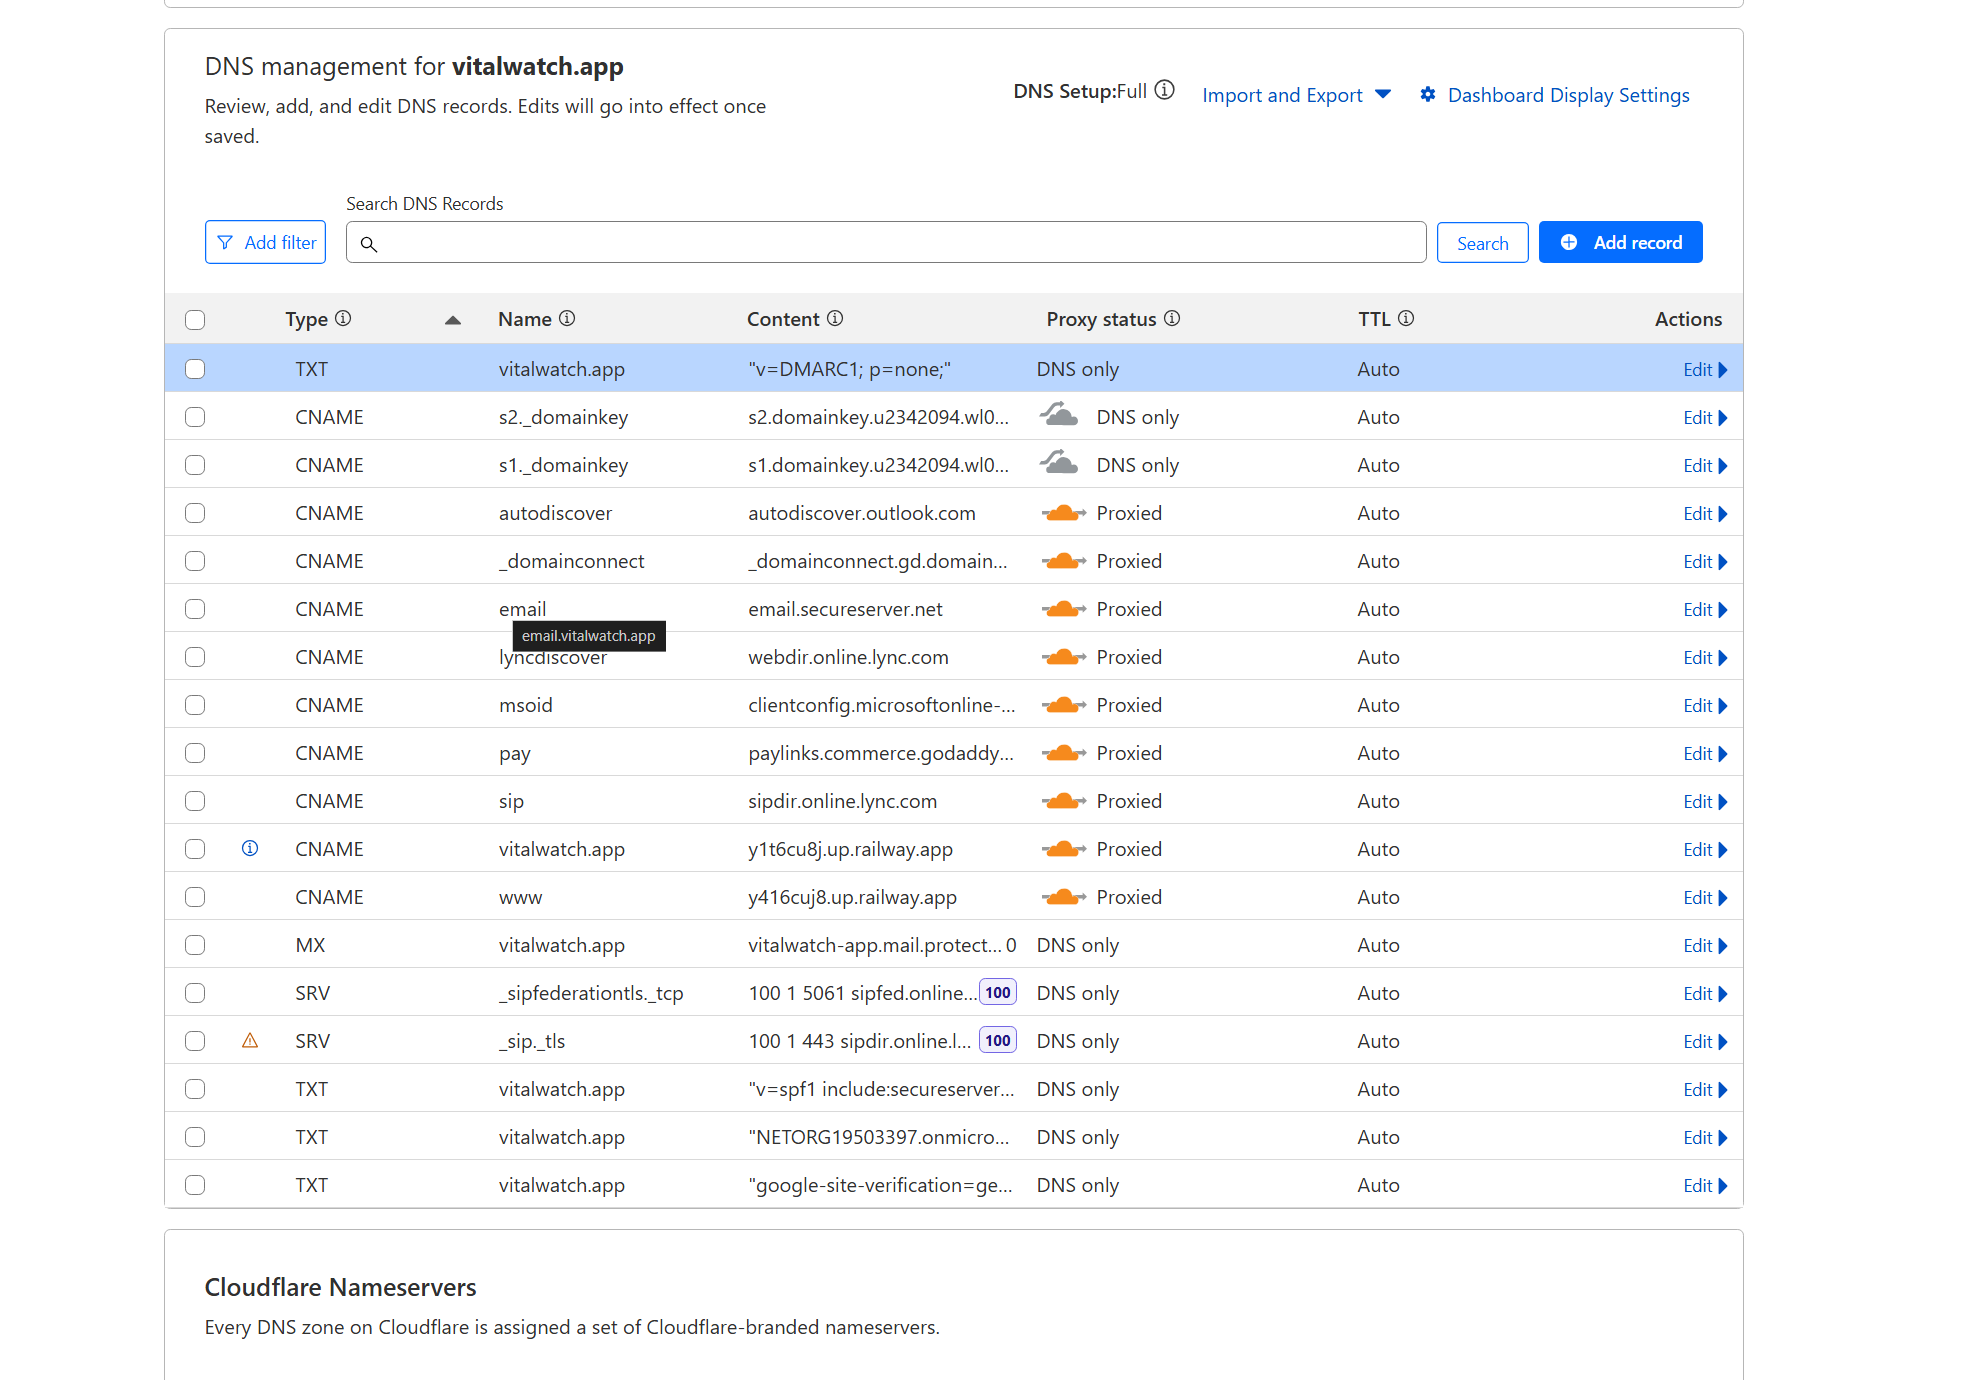 DNS management for vitalwatch.app
Review, add, and edit DNS records. Edits will go into effect once
saved.
DNS Setup:Full
Import and Export
Dashboard Display Settings
Search DNS Records
Add filter
Search
Add record
Type Name Content Proxy status TTL Actions
TXT vitalwatch.app "v=DMARC1; p=none;" DNS only Auto Edit
CNAME s2._domainkey s2.domainkey.u2342094.wl0... DNS only Auto Edit
CNAME s1._domainkey s1.domainkey.u2342094.wl0... DNS only Auto Edit
CNAME autodiscover autodiscover.outlook.com Proxied Auto Edit
CNAME _domainconnect _domainconnect.gd.domain... Proxied Auto Edit
CNAME email email.secureserver.net Proxied Auto Edit
email.vitalwatch.app
CNAME lyncdiscover webdir.online.lync.com Proxied Auto Edit
CNAME msoid clientconfig.microsoftonline-... Proxied Auto Edit
CNAME pay paylinks.commerce.godaddy... Proxied Auto Edit
CNAME sip sipdir.online.lync.com Proxied Auto Edit
CNAME vitalwatch.app y1t6cu8j.up.railway.app Proxied Auto Edit
CNAME www y416cuj8.up.railway.app Proxied Auto Edit
MX vitalwatch.app vitalwatch-app.mail.protect... 0 DNS only Auto Edit
SRV _sipfederationtls._tcp 100 1 5061 sipfed.online... 100 DNS only Auto Edit
SRV _sip._tls 100 1 443 sipdir.online.l... 100 DNS only Auto Edit
TXT vitalwatch.app "v=spf1 include:secureserver... DNS only Auto Edit
TXT vitalwatch.app "NETORG19503397.onmicro... DNS only Auto Edit
TXT vitalwatch.app "google-site-verification=ge... DNS only Auto Edit
Cloudflare Nameservers
Every DNS zone on Cloudflare is assigned a set of Cloudflare-branded nameservers.